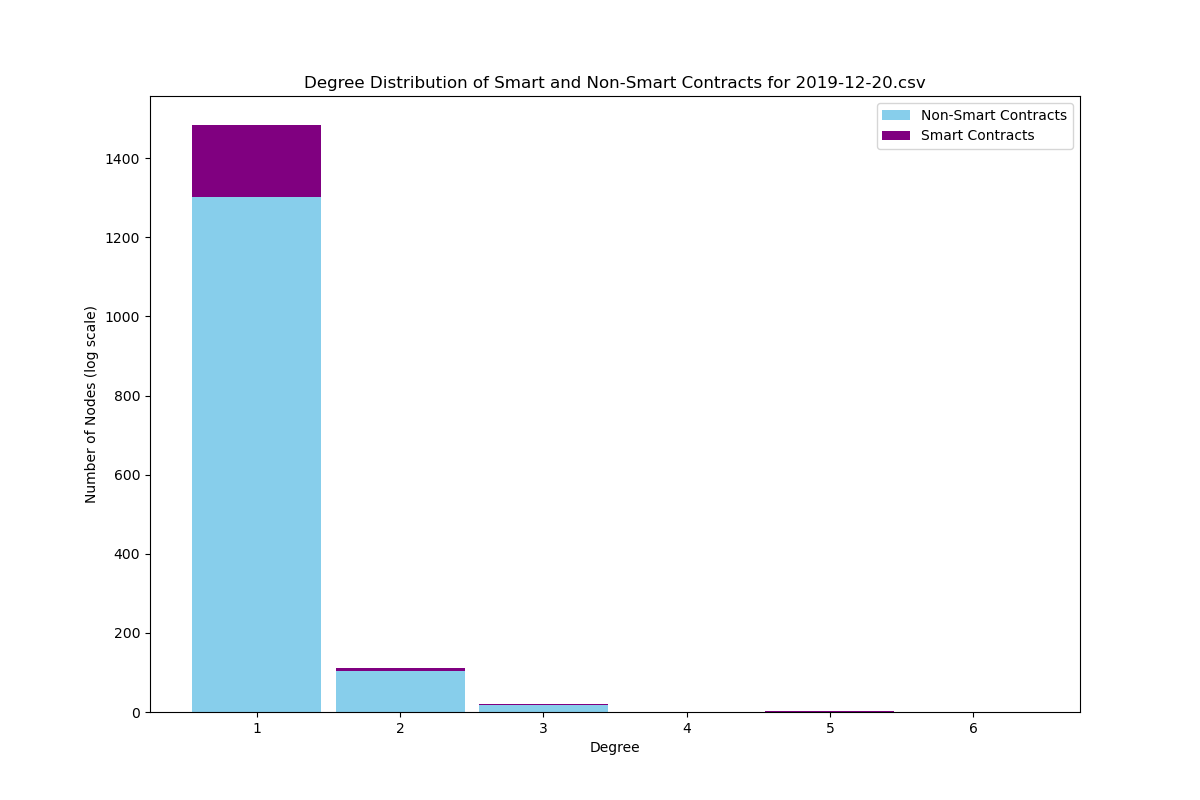 Degree Distribution of Smart and Non-Smart Contracts for 2019-12-20.csv
Non-Smart Contracts
Smart Contracts
Number of Nodes (log scale)
1400
1200
1000
800
600
400
200
0
1 2 3 4 5 6
Degree